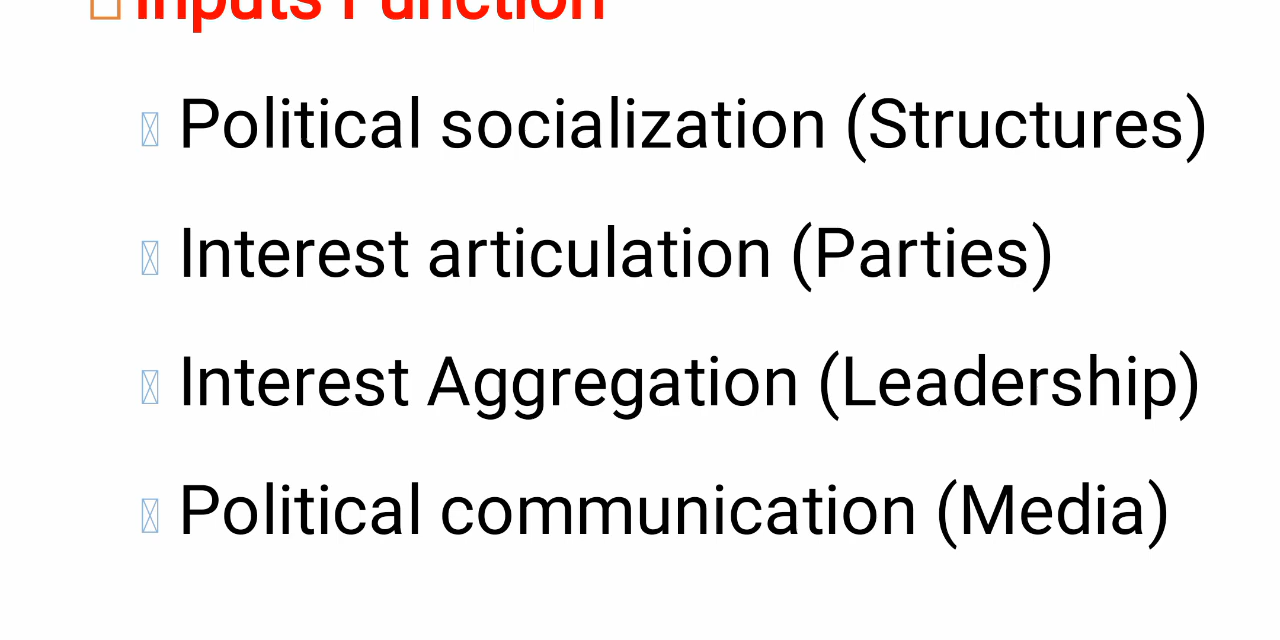 Inputs Function
Political socialization (Structures)
Interest articulation (Parties)
Interest Aggregation (Leadership)
Political communication (Media)